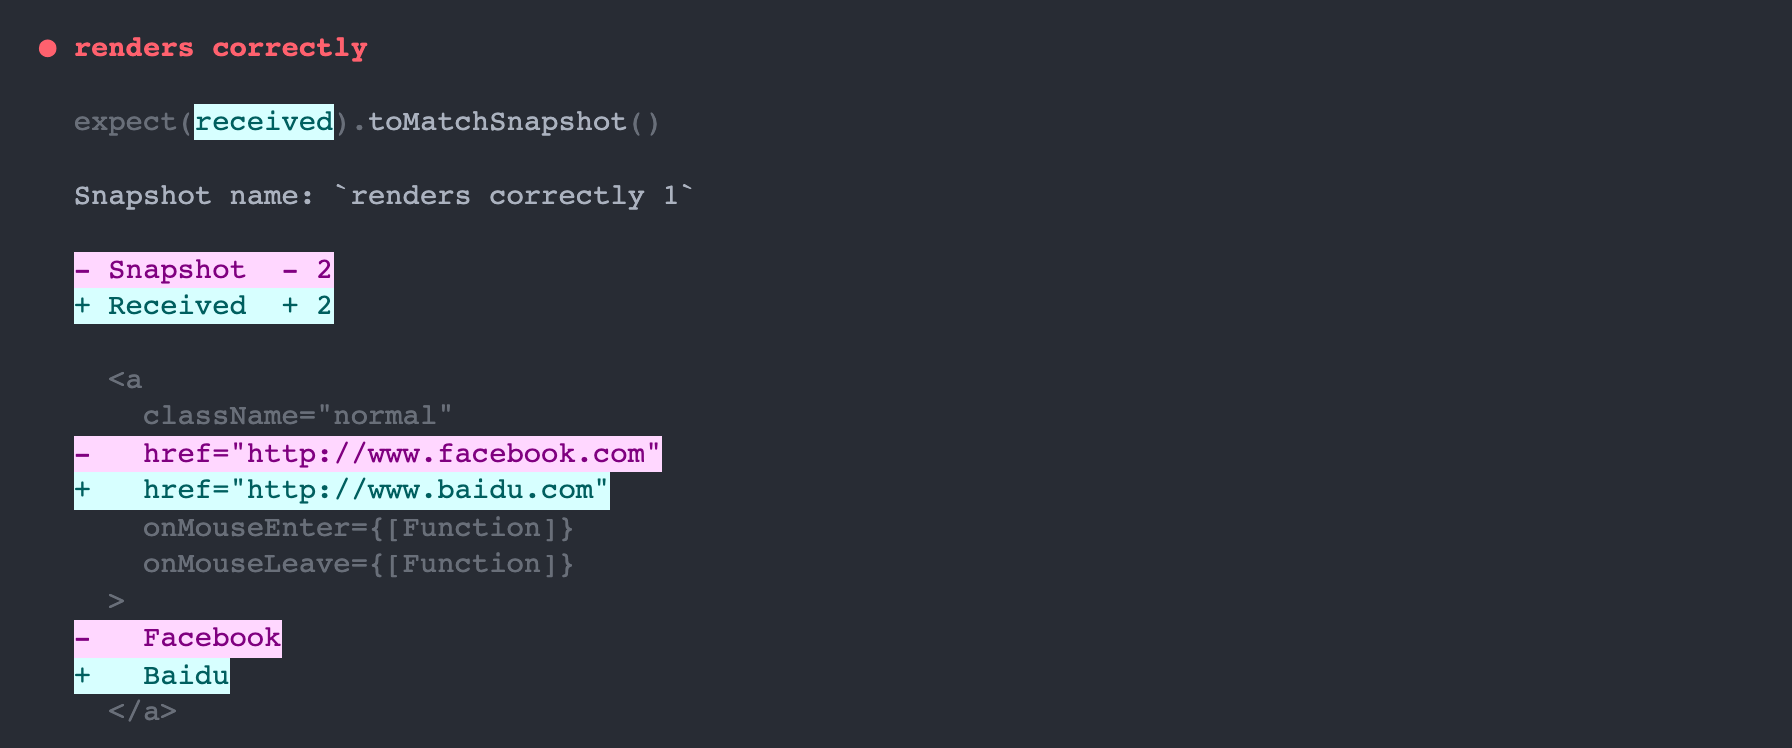 ● renders correctly
expect(received).toMatchSnapshot()
Snapshot name: `renders correctly 1`
- Snapshot  - 2
+ Received  + 2
<a
className="normal"
-   href="http://www.facebook.com"
+   href="http://www.baidu.com"
onMouseEnter={[Function]}
onMouseLeave={[Function]}
>
-   Facebook
+   Baidu
</a>